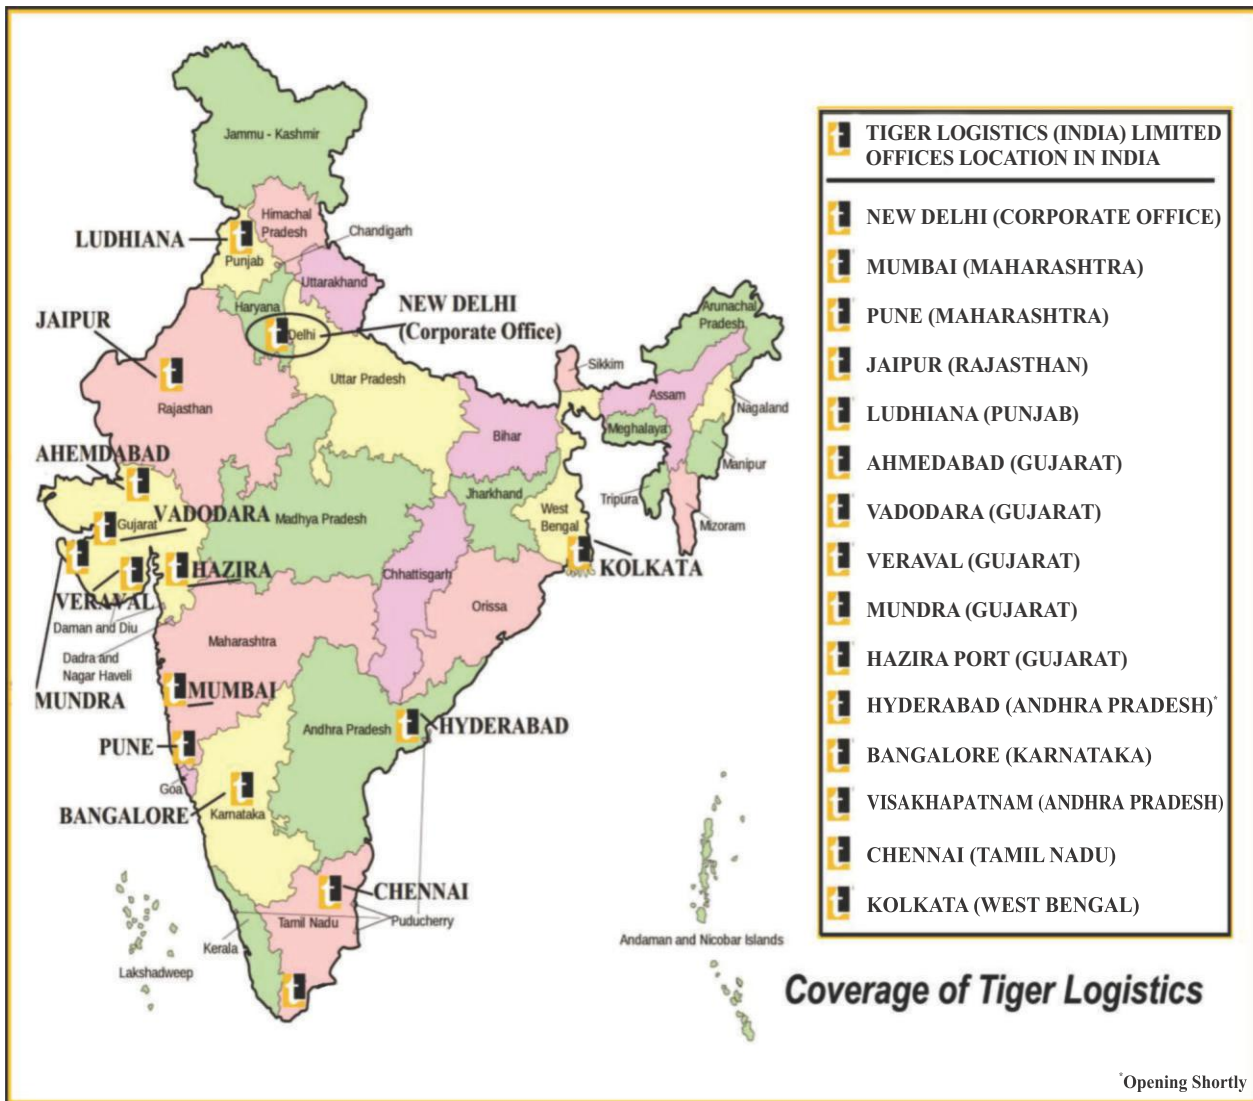 Jammu - Kashmir
Himachal
Pradesh
Chandigarh
LUDHIANA
Punjab
Uttarakhand
Haryana
NEW DELHI
(Corporate Office)
Delhi
JAIPUR
Rajasthan
Uttar Pradesh
Arunachal
Pradesh
Sikkim
Assam
Nagaland
Meghalaya
Bihar
Manipur
Tripura
Mizoram
Jharkhand
West
Bengal
KOLKATA
AHEMDABAD
Gujarat
VADODARA
Madhya Pradesh
HAZIRA
Chhattisgarh
Orissa
VERAVAL
Daman and Diu
Dadra and
Nagar Haveli
Maharashtra
MUNDRA
MUMBAI
PUNE
Andhra Pradesh
HYDERABAD
Goa
BANGALORE
Karnataka
CHENNAI
Tamil Nadu
Puducherry
Kerala
Lakshadweep
Andaman and Nicobar Islands
t TIGER LOGISTICS (INDIA) LIMITED
OFFICES LOCATION IN INDIA
t NEW DELHI (CORPORATE OFFICE)
t MUMBAI (MAHARASHTRA)
t PUNE (MAHARASHTRA)
t JAIPUR (RAJASTHAN)
t LUDHIANA (PUNJAB)
t AHMEDABAD (GUJARAT)
t VADODARA (GUJARAT)
t VERAVAL (GUJARAT)
t MUNDRA (GUJARAT)
t HAZIRA PORT (GUJARAT)
t HYDERABAD (ANDHRA PRADESH)*
t BANGALORE (KARNATAKA)
t VISAKHAPATNAM (ANDHRA PRADESH)
t CHENNAI (TAMIL NADU)
t KOLKATA (WEST BENGAL)
Coverage of Tiger Logistics
*Opening Shortly